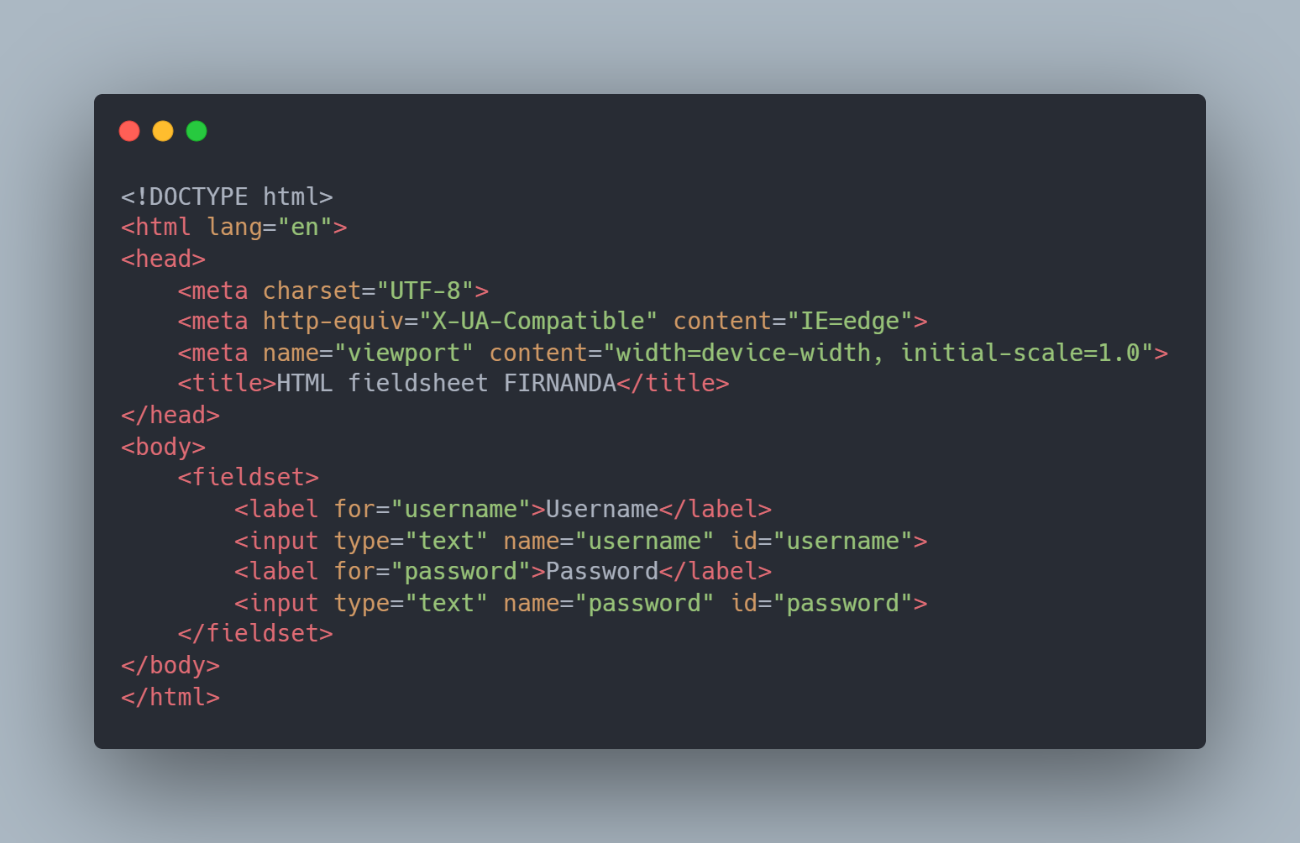 <!DOCTYPE html>
<html lang="en">
<head>
    <meta charset="UTF-8">
    <meta http-equiv="X-UA-Compatible" content="IE=edge">
    <meta name="viewport" content="width=device-width, initial-scale=1.0">
    <title>HTML fieldsheet FIRNANDA</title>
</head>
<body>
    <fieldset>
        <label for="username">Username</label>
        <input type="text" name="username" id="username">
        <label for="password">Password</label>
        <input type="text" name="password" id="password">
    </fieldset>
</body>
</html>